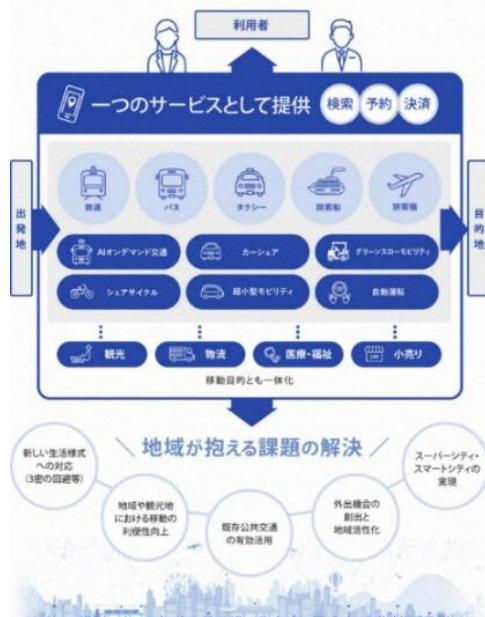 利用者
一つのサービスとして提供
検索
予約
決済
出発地
目的地
鉄道
バス
タクシー
旅客船
旅客機
AIオンデマンド交通
カーシェア
グリーンスローモビリティ
シェアサイクル
超小型モビリティ
自動運転
観光
物流
医療・福祉
小売り
移動目的とも一体化
地域が抱える課題の解決
新しい生活様式
への対応
(3密の回避等)
地域や観光地
における移動の
利便性向上
既存公共交通
の有効活用
外出機会の
創出と
地域活性化
スーパーシティ・
スマートシティの
実現